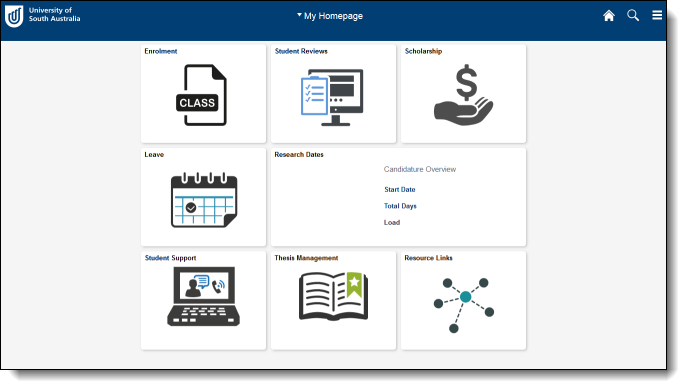 University of
South Australia
My Homepage
Enrolment
Student Reviews
Scholarship
CLASS
Leave
Research Dates
Candidature Overview
Start Date
Total Days
Load
Student Support
Thesis Management
Resource Links